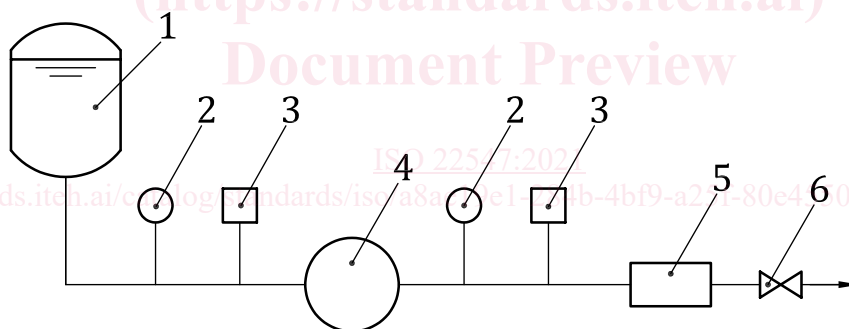 (https://standards.iteh.ai)
Document Preview
1
2 3 2 3
4 5 6
ISO 22547:2021